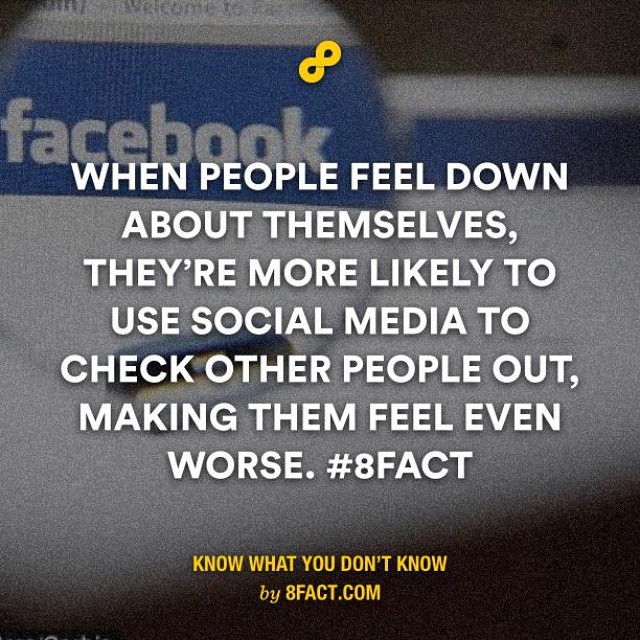 Welcome to Fac
facebook
WHEN PEOPLE FEEL DOWN
ABOUT THEMSELVES,
THEY'RE MORE LIKELY TO
USE SOCIAL MEDIA TO
CHECK OTHER PEOPLE OUT,
MAKING THEM FEEL EVEN
WORSE. #8FACT
KNOW WHAT YOU DON'T KNOW
by 8FACT.COM